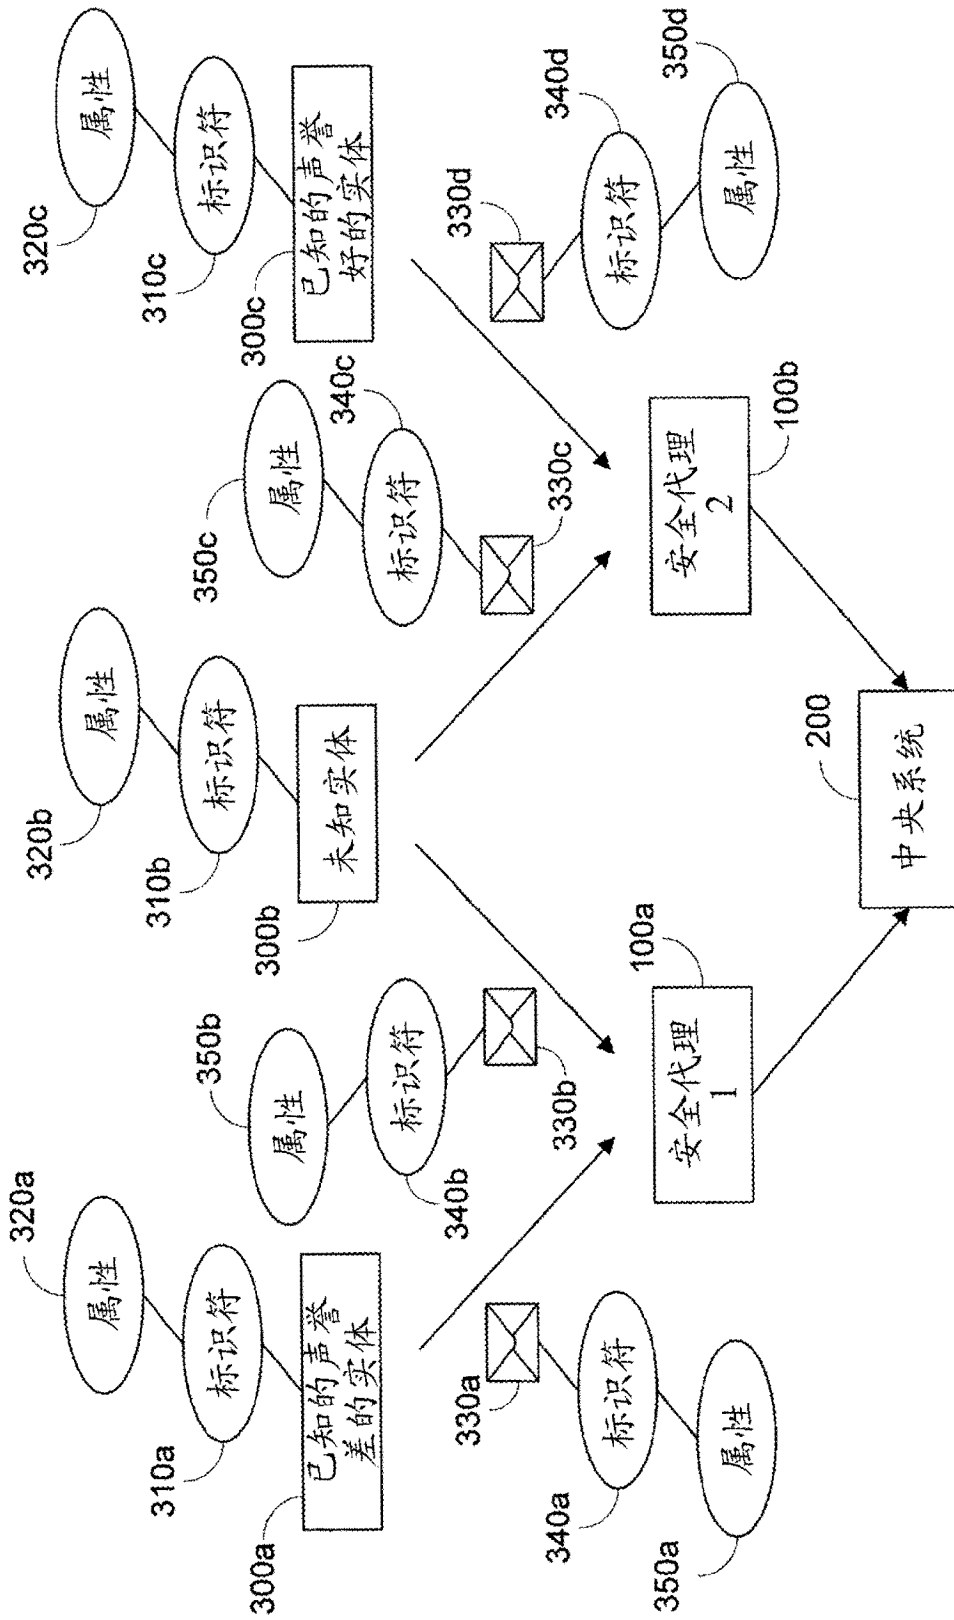 320a
属性
320b
属性
320c
属性
310a
标识符
310b
标识符
310c
标识符
300a
已知的声誉
差的实体
300b
未知实体
300c
已知的声誉
好的实体
350b
属性
350c
属性
340b
标识符
340c
标识符
330a
330b
330c
330d
340a
标识符
340d
标识符
350a
属性
350d
属性
安全代理
1
100a
安全代理
2
100b
200
中央系统